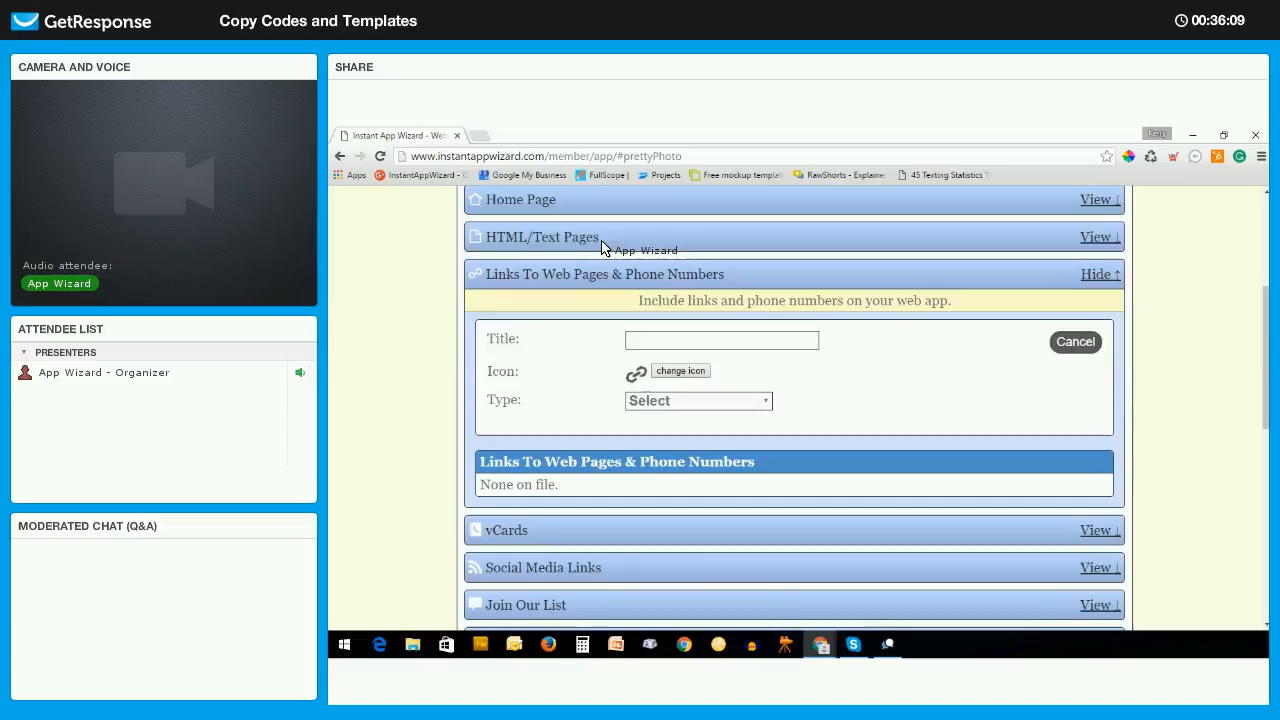 GetResponse
Copy Codes and Templates
00:36:09
CAMERA AND VOICE
Audio attendee:
App Wizard
ATTENDEE LIST
PRESENTERS
App Wizard - Organizer
MODERATED CHAT (Q&A)
SHARE
Instant App Wizard - Web
Kerry
www.instantappwizard.com/member/app/#prettyPhoto
Apps InstantAppWizard - G Google My Business FullScope | Projects Free mockup templat RawShorts - Explaine 45 Texting Statistics T
Home Page View ↓
HTML/Text Pages View ↓
App Wizard
Links To Web Pages & Phone Numbers Hide ↑
Include links and phone numbers on your web app.
Title: Cancel
Icon: change icon
Type: Select
Links To Web Pages & Phone Numbers
None on file.
vCards View ↓
Social Media Links View ↓
Join Our List View ↓